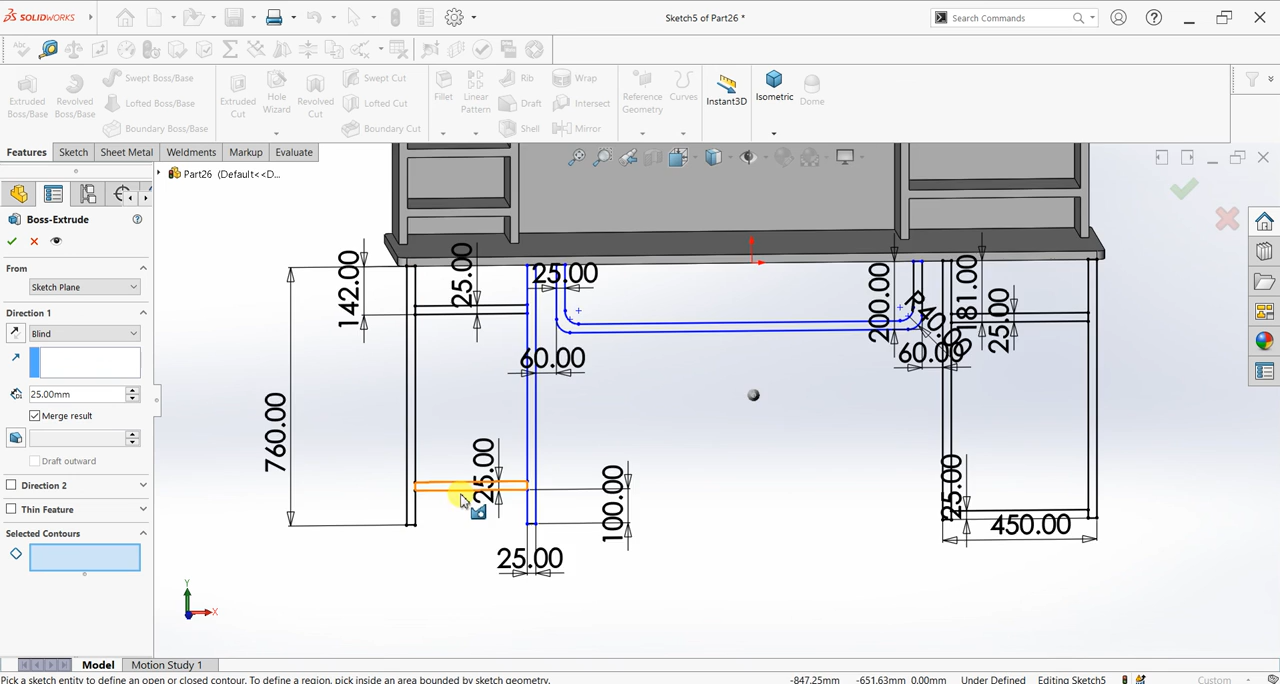 SOLIDWORKS
Sketch5 of Part26 *
Search Commands
Extruded Boss/Base
Revolved Boss/Base
Swept Boss/Base
Lofted Boss/Base
Boundary Boss/Base
Extruded Cut
Hole Wizard
Revolved Cut
Swept Cut
Lofted Cut
Boundary Cut
Fillet
Linear Pattern
Rib
Draft
Shell
Wrap
Intersect
Mirror
Reference Geometry
Curves
Instant3D
Isometric
Dome
Features
Sketch
Sheet Metal
Weldments
Markup
Evaluate
Part26 (Default<<D...
Boss-Extrude
From
Sketch Plane
Direction 1
Blind
25.00mm
Merge result
Draft outward
Direction 2
Thin Feature
Selected Contours
142.00
25.00
25.00
200.00
R40.00
181.00
25.00
60.00
60.00
760.00
25.00
100.00
25.00
25.00
450.00
Y
X
Model
Motion Study 1
Pick a sketch entity to define an open or closed contour. To define a region, pick inside an area bounded by sketch geometry.
-847.25mm
-651.63mm
0.00mm
Under Defined
Editing Sketch5
Custom